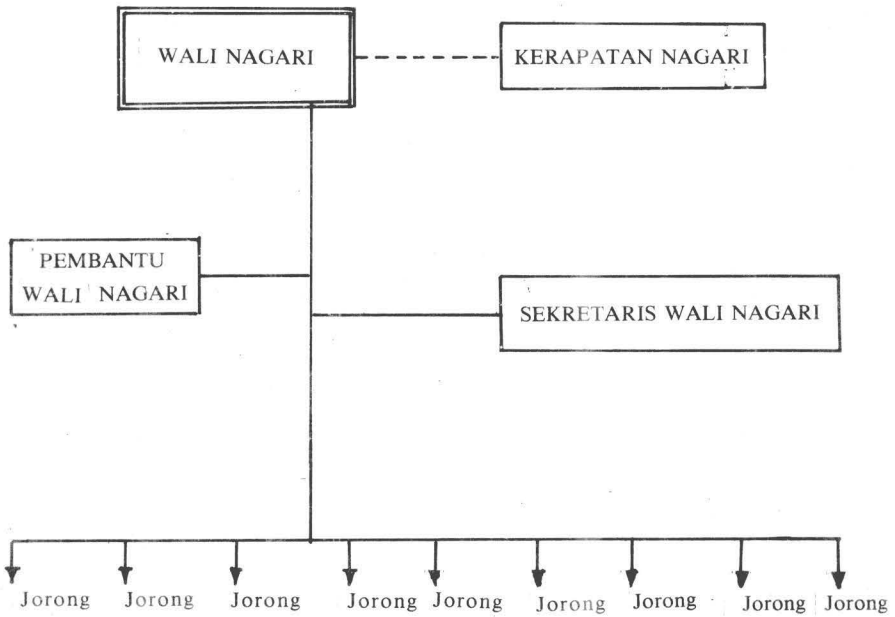 WALI NAGARI
KERAPATAN NAGARI
PEMBANTU
WALI NAGARI
SEKRETARIS WALI NAGARI
Jorong Jorong Jorong Jorong Jorong Jorong Jorong Jorong Jorong